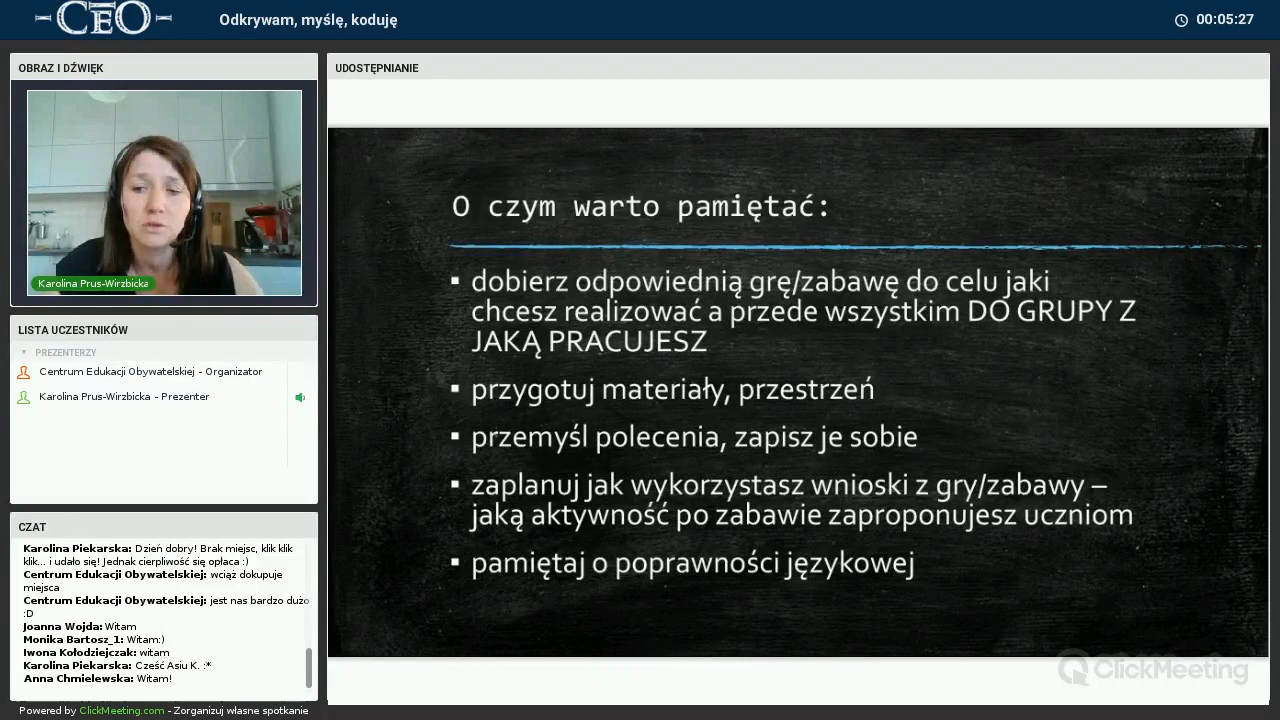 CEO
Odkrywam, myślę, koduję
00:05:27
OBRAZ I DŹWIĘK
Karolina Prus-Wirzbicka
LISTA UCZESTNIKÓW
PREZENTERZY
Centrum Edukacji Obywatelskiej - Organizator
Karolina Prus-Wirzbicka - Prezenter
CZAT
Karolina Piekarska: Dzień dobry! Brak miejsc, klik klik
klik... i udało się! Jednak cierpliwość się opłaca :)
Centrum Edukacji Obywatelskiej: wciąż dokupuje
miejsca
Centrum Edukacji Obywatelskiej: jest nas bardzo dużo
:D
Joanna Wojda: Witam
Monika Bartosz_1: Witam:)
Iwona Kołodziejczak: witam
Karolina Piekarska: Cześć Asiu K. :*
Anna Chmielewska: Witam!
Powered by ClickMeeting.com - Zorganizuj własne spotkanie
UDOSTĘPNIANIE
O czym warto pamiętać:
▪ dobierz odpowiednią grę/zabawę do celu jaki
chcesz realizować a przede wszystkim DO GRUPY Z
JAKĄ PRACUJESZ
▪ przygotuj materiały, przestrzeń
▪ przemyśl polecenia, zapisz je sobie
▪ zaplanuj jak wykorzystasz wnioski z gry/zabawy –
jaką aktywność po zabawie zaproponujesz uczniom
▪ pamiętaj o poprawności językowej
ClickMeeting